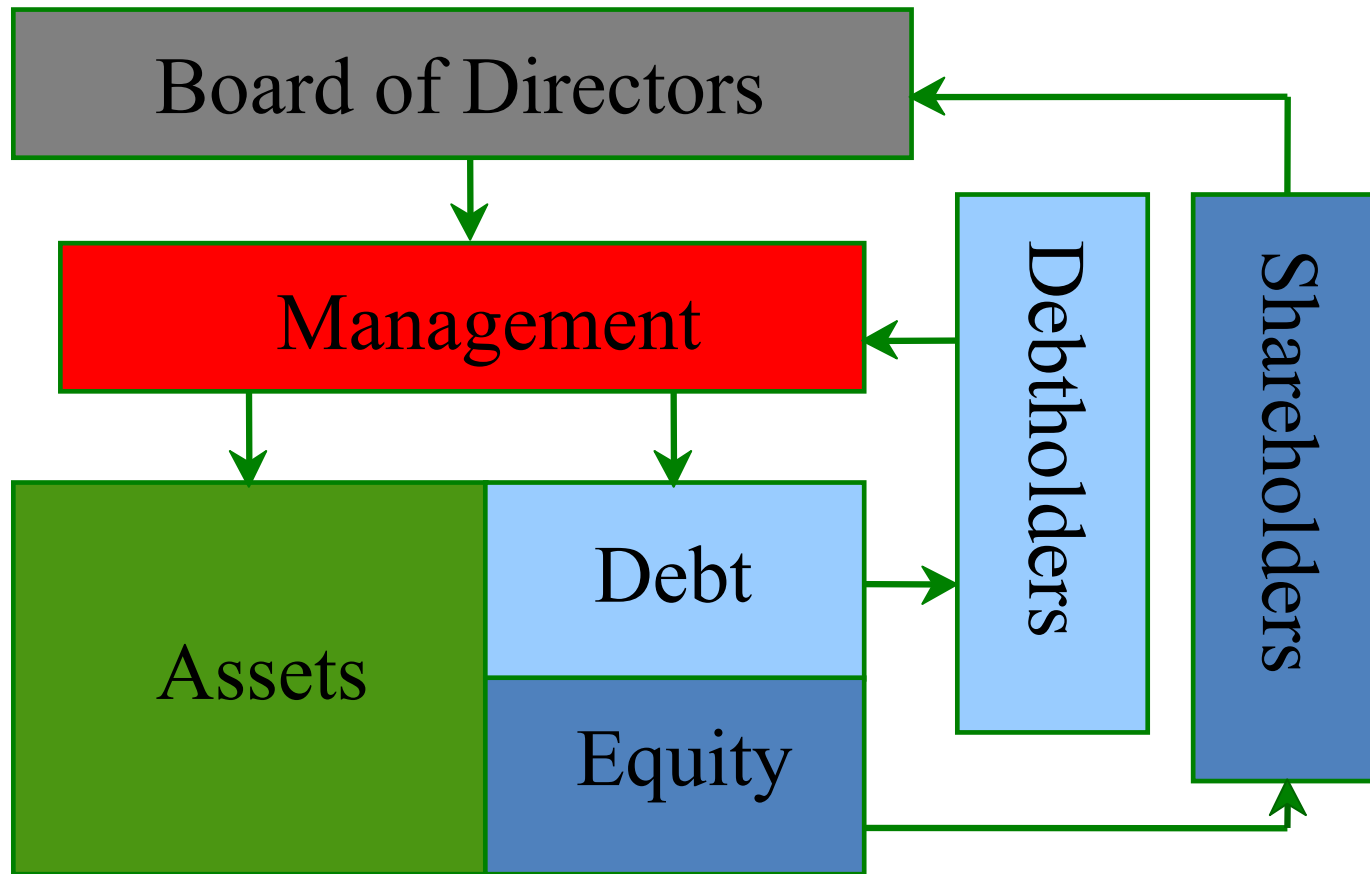 Board of Directors
Management
Debtholders
Shareholders
Assets
Debt
Equity